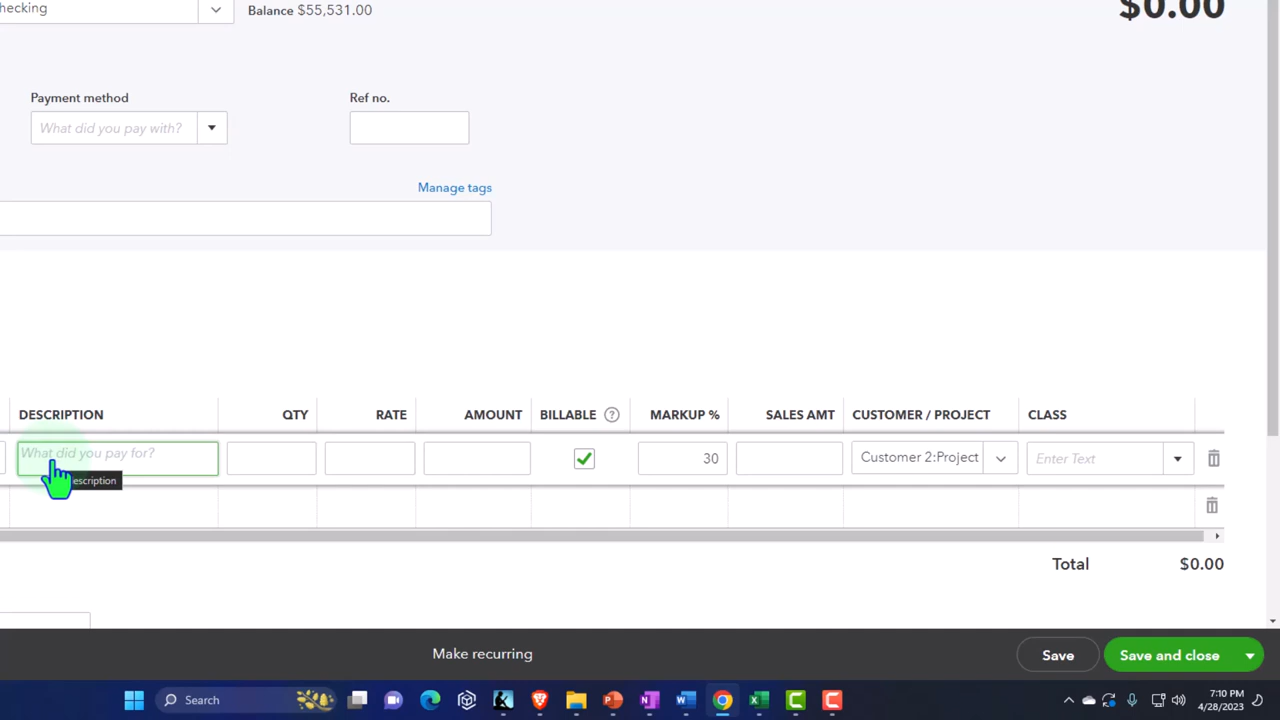 hecking
Balance $55,531.00
$0.00
Payment method
Ref no.
What did you pay with?
Manage tags
DESCRIPTION QTY RATE AMOUNT BILLABLE ? MARKUP % SALES AMT CUSTOMER / PROJECT CLASS
What did you pay for? 30 Customer 2:Project Enter Text
escription
Total $0.00
Make recurring
Save
Save and close
Search
7:10 PM
4/28/2023